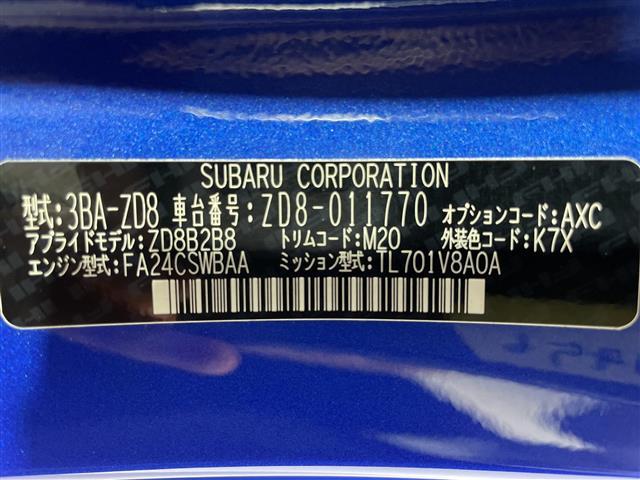 SUBARU CORPORATION
型式:3BA-ZD8 車台番号:ZD8-011770 オプションコード:AXC
アプライドモデル:ZD8B2B8 トリムコード:M20 外装色コード:K7X
エンジン型式:FA24CSWBAA ミッション型式:TL701V8A0A